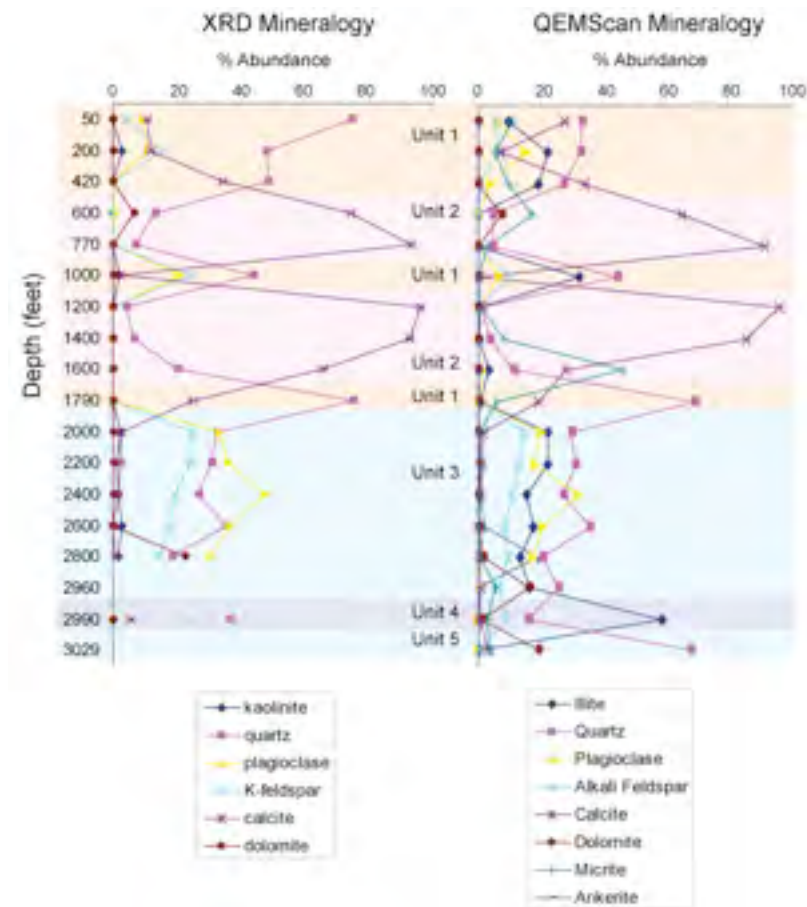 XRD Mineralogy
% Abundance
0 20 40 60 80 100
QEMScan Mineralogy
% Abundance
0 20 40 60 80 100
Depth (feet)
50
200
420
600
770
1000
1200
1400
1600
1790
2000
2200
2400
2600
2800
2960
2990
3029
Unit 1
Unit 2
Unit 1
Unit 2
Unit 1
Unit 3
Unit 4
Unit 5
kaolinite
quartz
plagioclase
K-feldspar
calcite
dolomite
Illite
Quartz
Plagioclase
Alkali Feldspar
Calcite
Dolomite
Micrite
Ankerite